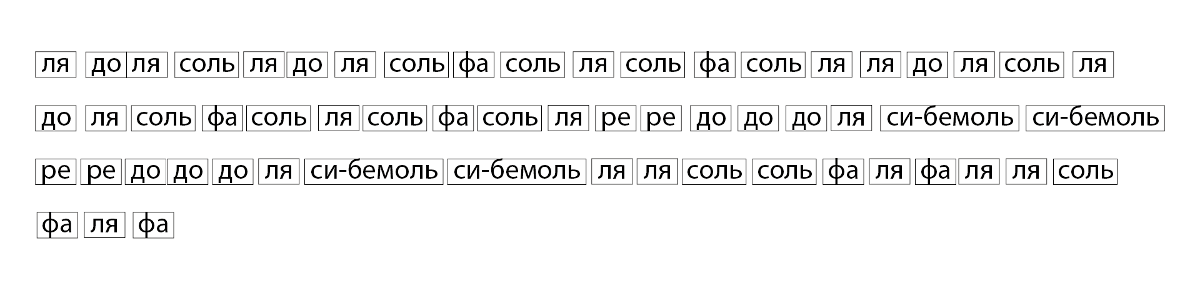 ля до ля соль ля до ля соль фа соль ля соль фа соль ля ля до ля соль ля
до ля соль фа соль ля соль фа соль ля ре ре до до до ля си-бемоль си-бемоль
ре ре до до до ля си-бемоль си-бемоль ля ля соль соль фа ля фа ля ля соль
фа ля фа